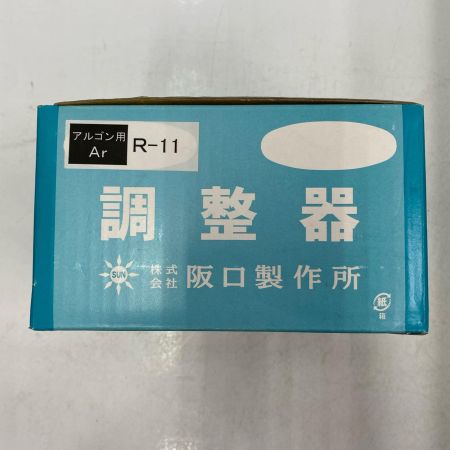 アルゴン用
Ar
R-11
調整器
SUN
株式
会社
阪口製作所
紙
箱